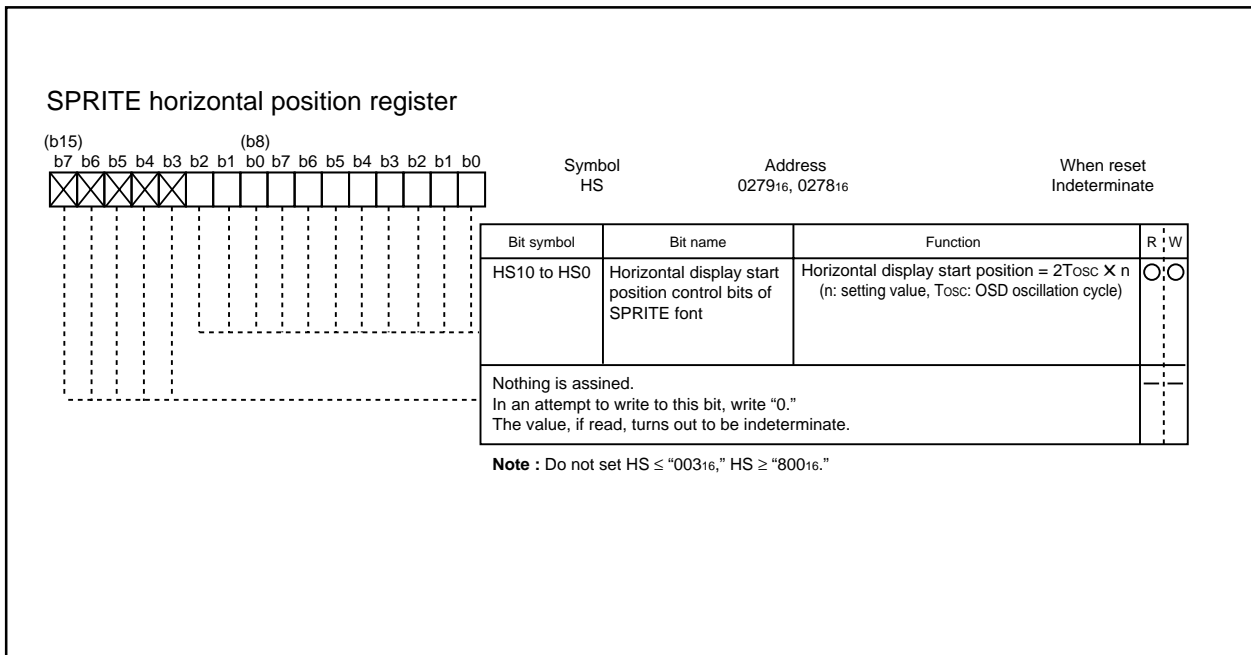 SPRITE horizontal position register
(b15) (b8)
b7 b6 b5 b4 b3 b2 b1 b0 b7 b6 b5 b4 b3 b2 b1 b0
Symbol Address When reset
HS 027916, 027816 Indeterminate
Bit symbol Bit name Function R W
HS10 to HS0 Horizontal display start Horizontal display start position = 2TOSC × n
position control bits of (n: setting value, TOSC: OSD oscillation cycle)
SPRITE font
Nothing is assined.
In an attempt to write to this bit, write “0.”
The value, if read, turns out to be indeterminate.
Note : Do not set HS ≤ “00316,” HS ≥ “80016.”